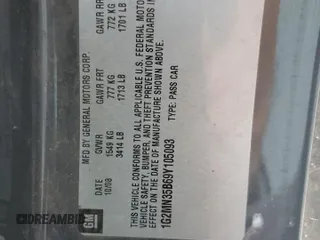 MFD BY GENERAL MOTORS CORP.
DATE GVWR GAWR FRT GAWR RR
10/08 1549 KG 777 KG 772 KG
3414 LB 1713 LB 1701 LB
THIS VEHICLE CONFORMS TO ALL APPLICABLE U.S. FEDERAL MOTOR
VEHICLE SAFETY, BUMPER, AND THEFT PREVENTION STANDARDS IN
EFFECT ON THE DATE OF MANUFACTURE SHOWN ABOVE.
TYPE: PASS CAR
GM
DREAMBID